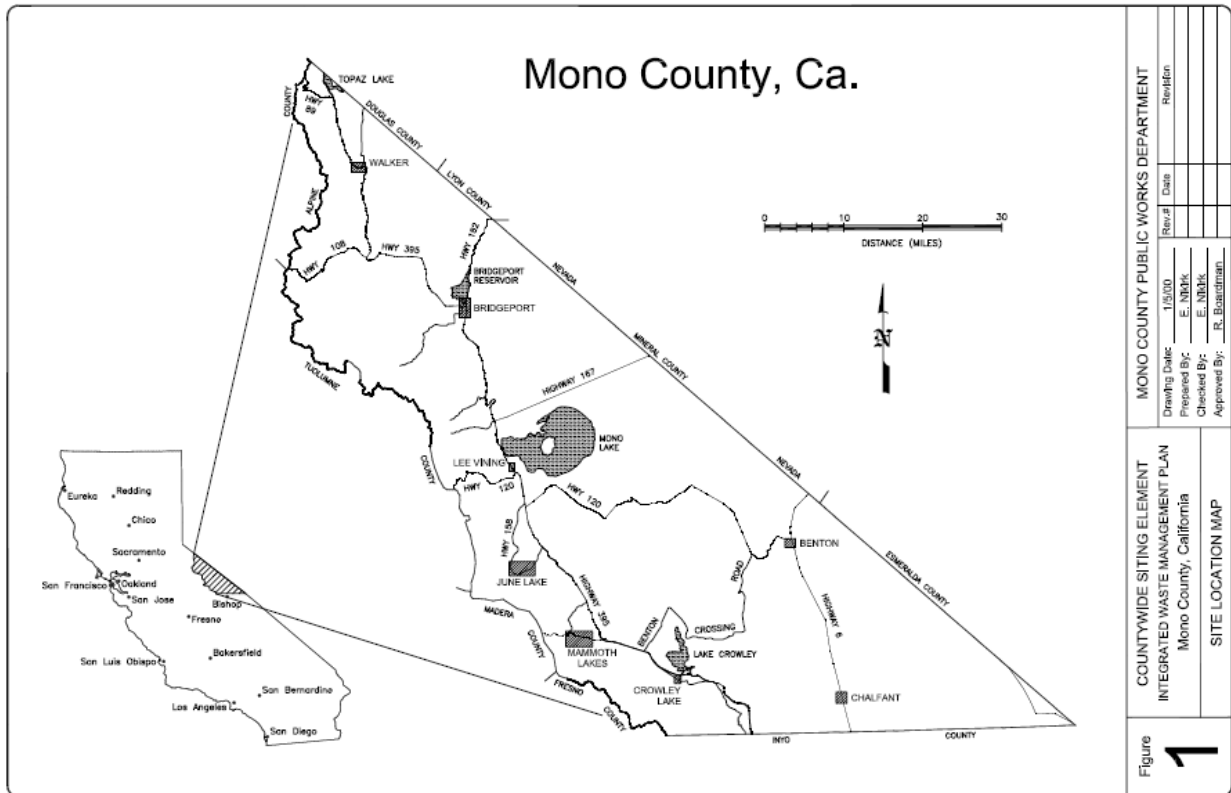 Mono County, Ca.
TOPAZ LAKE
COUNTY
HWY
89
DOUGLAS COUNTY
WALKER
LYON COUNTY
ALPINE
0
10
20
30
DISTANCE (MILES)
HWY 108
HWY 395
HWY 182
BRIDGEPORT
RESERVOIR
BRIDGEPORT
NEVADA
N
MINERAL COUNTY
TUOLUMNE
HIGHWAY 167
MONO
LAKE
LEE VINING
COUNTY
HWY 120
HWY 120
NEVADA
HWY 158
BENTON
ESMERALDA COUNTY
JUNE LAKE
ROAD
HIGHWAY 395
HIGHWAY 6
MADERA
COUNTY
MAMMOTH
LAKES
BENTON
CROSSING
LAKE CROWLEY
FRESNO
COUNTY
CROWLEY
LAKE
CHALFANT
INYO
COUNTY
Eureka
Redding
Chico
Sacramento
San Francisco
Oakland
San Jose
Bishop
Fresno
San Luis Obispo
Bakersfield
San Bernardino
Los Angeles
San Diego
MONO COUNTY PUBLIC WORKS DEPARTMENT
Drawing Date: 1/5/00
Prepared By: E. Nikirk
Checked By: E. Nikirk
Approved By: R. Boardman
Rev.# Date Revision
COUNTYWIDE SITING ELEMENT
INTEGRATED WASTE MANAGEMENT PLAN
Mono County, California
SITE LOCATION MAP
Figure
1